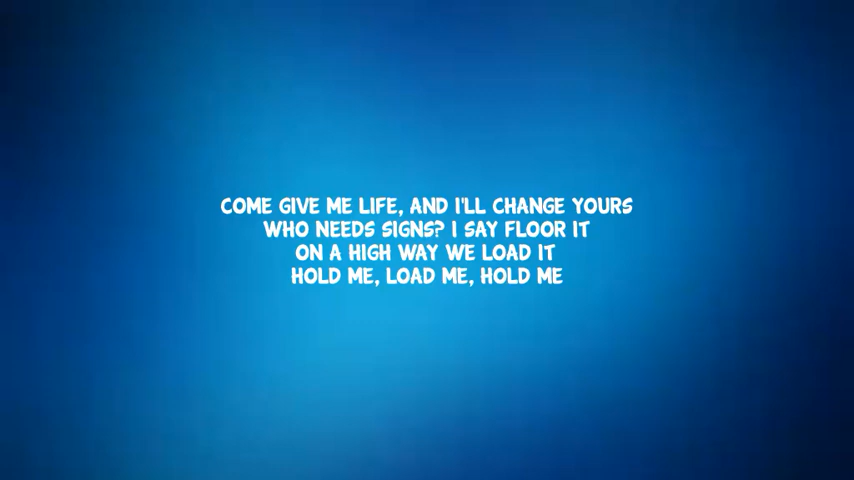 COME GIVE ME LIFE, AND I'LL CHANGE YOURS
WHO NEEDS SIGNS? I SAY FLOOR IT
ON A HIGH WAY WE LOAD IT
HOLD ME, LOAD ME, HOLD ME